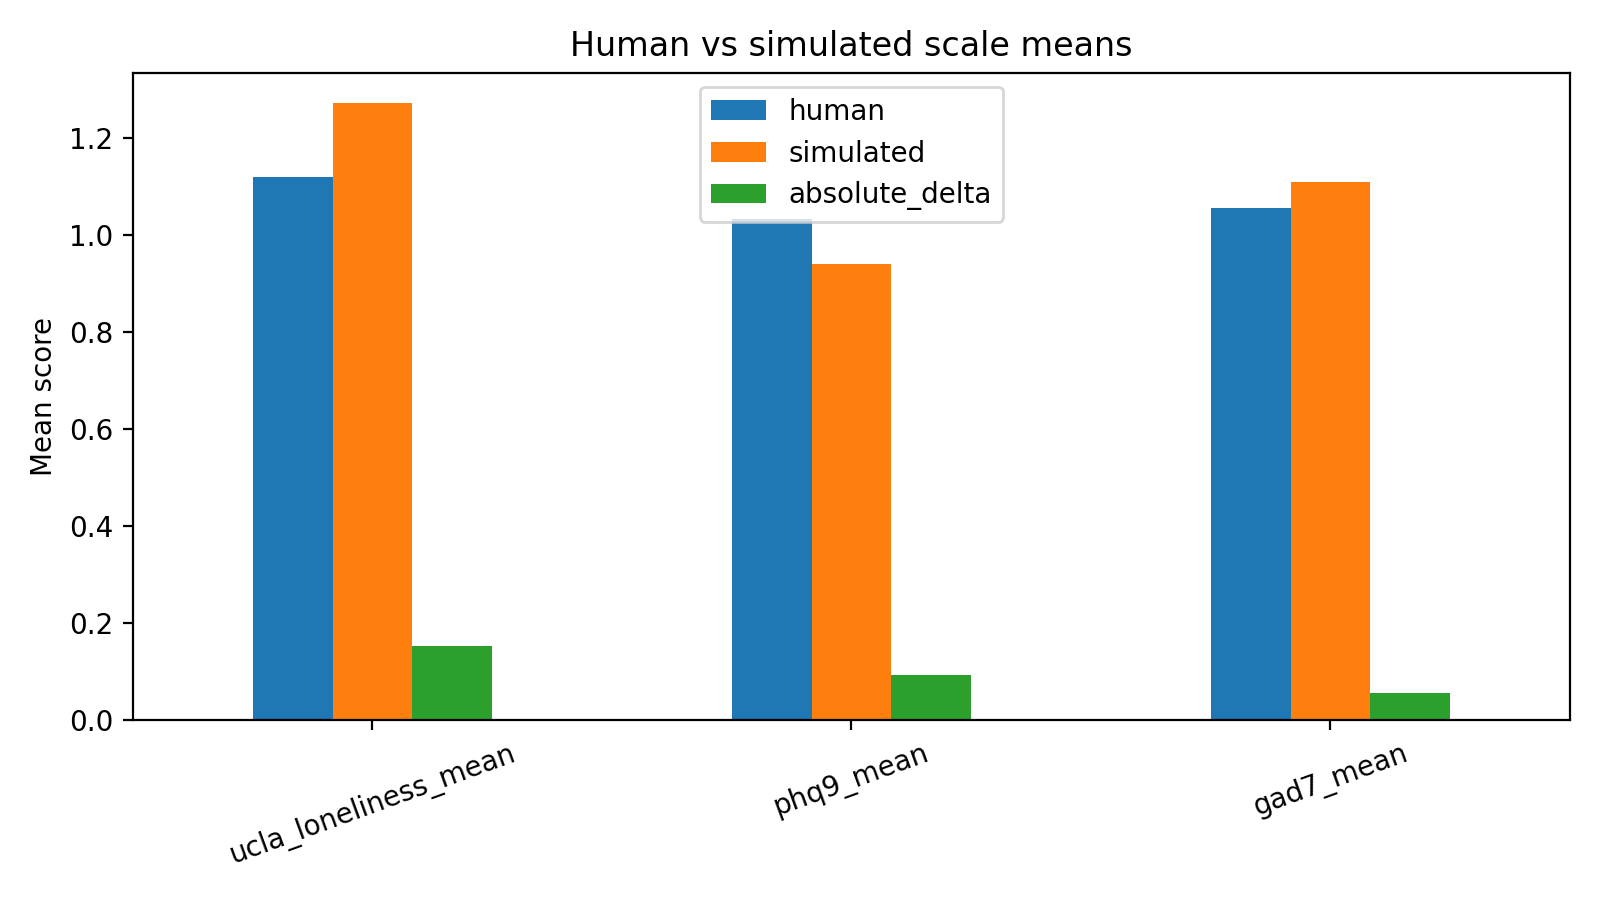 Human vs simulated scale means
human
simulated
absolute_delta
Mean score
1.2
1.0
0.8
0.6
0.4
0.2
0.0
ucla_loneliness_mean
phq9_mean
gad7_mean